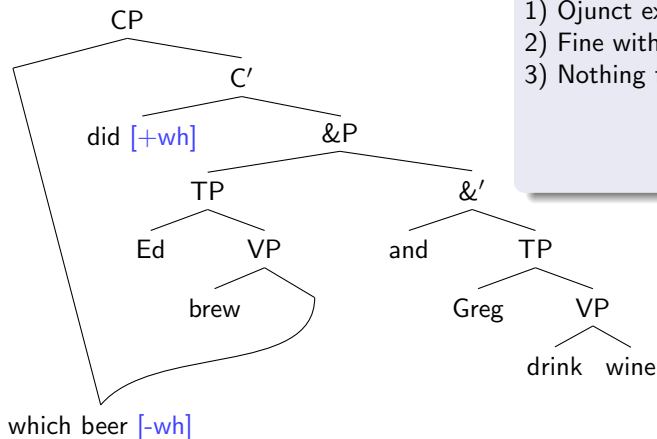 1) Ojunct
2) Fine with
3) Nothing
CP
C′
did [+wh]
&P
TP
&′
Ed
VP
and
TP
brew
Greg
VP
drink
wine
which beer [-wh]